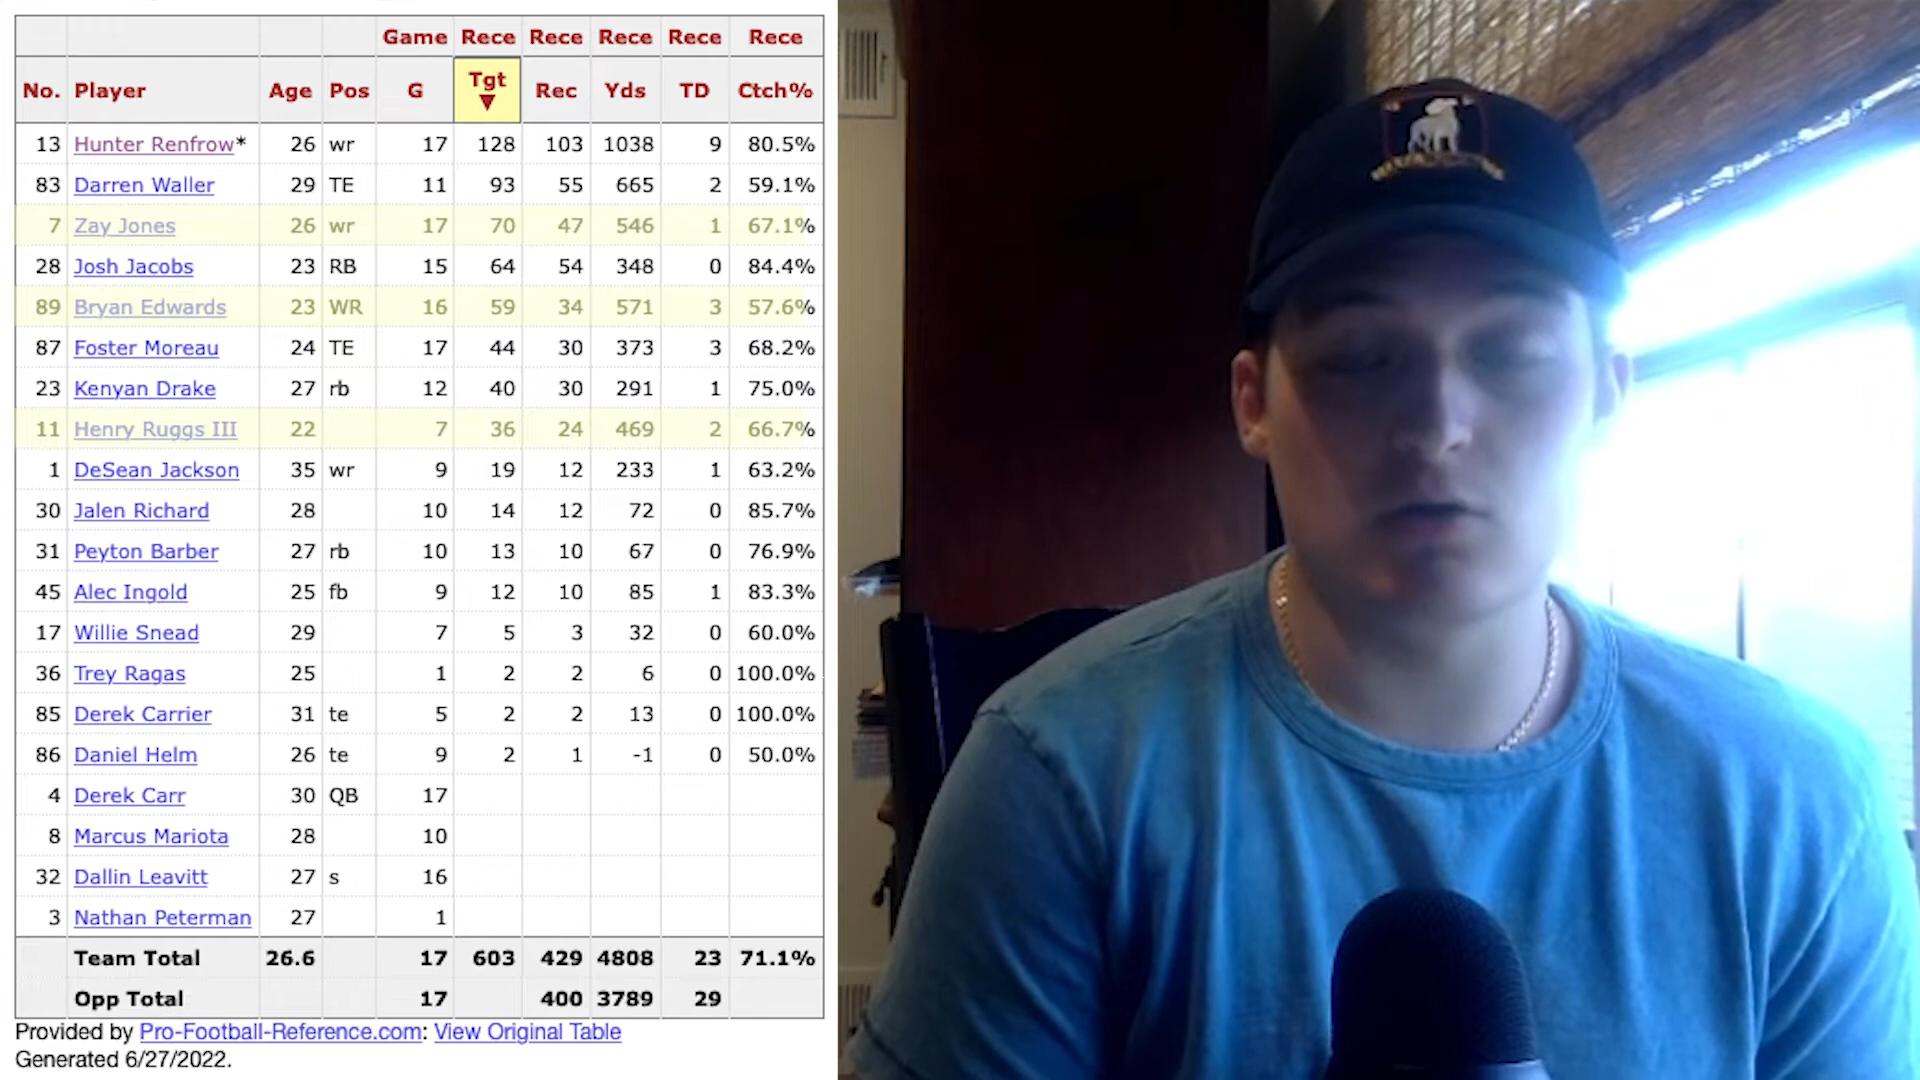 Game Rece Rece Rece Rece Rece
No. Player Age Pos G Tgt▼ Rec Yds TD Ctch%
13 Hunter Renfrow* 26 wr 17 128 103 1038 9 80.5%
83 Darren Waller 29 TE 11 93 55 665 2 59.1%
7 Zay Jones 26 wr 17 70 47 546 1 67.1%
28 Josh Jacobs 23 RB 15 64 54 348 0 84.4%
89 Bryan Edwards 23 WR 16 59 34 571 3 57.6%
87 Foster Moreau 24 TE 17 44 30 373 3 68.2%
23 Kenyan Drake 27 rb 12 40 30 291 1 75.0%
11 Henry Ruggs III 22 7 36 24 469 2 66.7%
1 DeSean Jackson 35 wr 9 19 12 233 1 63.2%
30 Jalen Richard 28 10 14 12 72 0 85.7%
31 Peyton Barber 27 rb 10 13 10 67 0 76.9%
45 Alec Ingold 25 fb 9 12 10 85 1 83.3%
17 Willie Snead 29 7 5 3 32 0 60.0%
36 Trey Ragas 25 1 2 2 6 0 100.0%
85 Derek Carrier 31 te 5 2 2 13 0 100.0%
86 Daniel Helm 26 te 9 2 1 -1 0 50.0%
4 Derek Carr 30 QB 17
8 Marcus Mariota 28 10
32 Dallin Leavitt 27 s 16
3 Nathan Peterman 27 1
Team Total 26.6 17 603 429 4808 23 71.1%
Opp Total 17 400 3789 29
Provided by Pro-Football-Reference.com: View Original Table
Generated 6/27/2022.